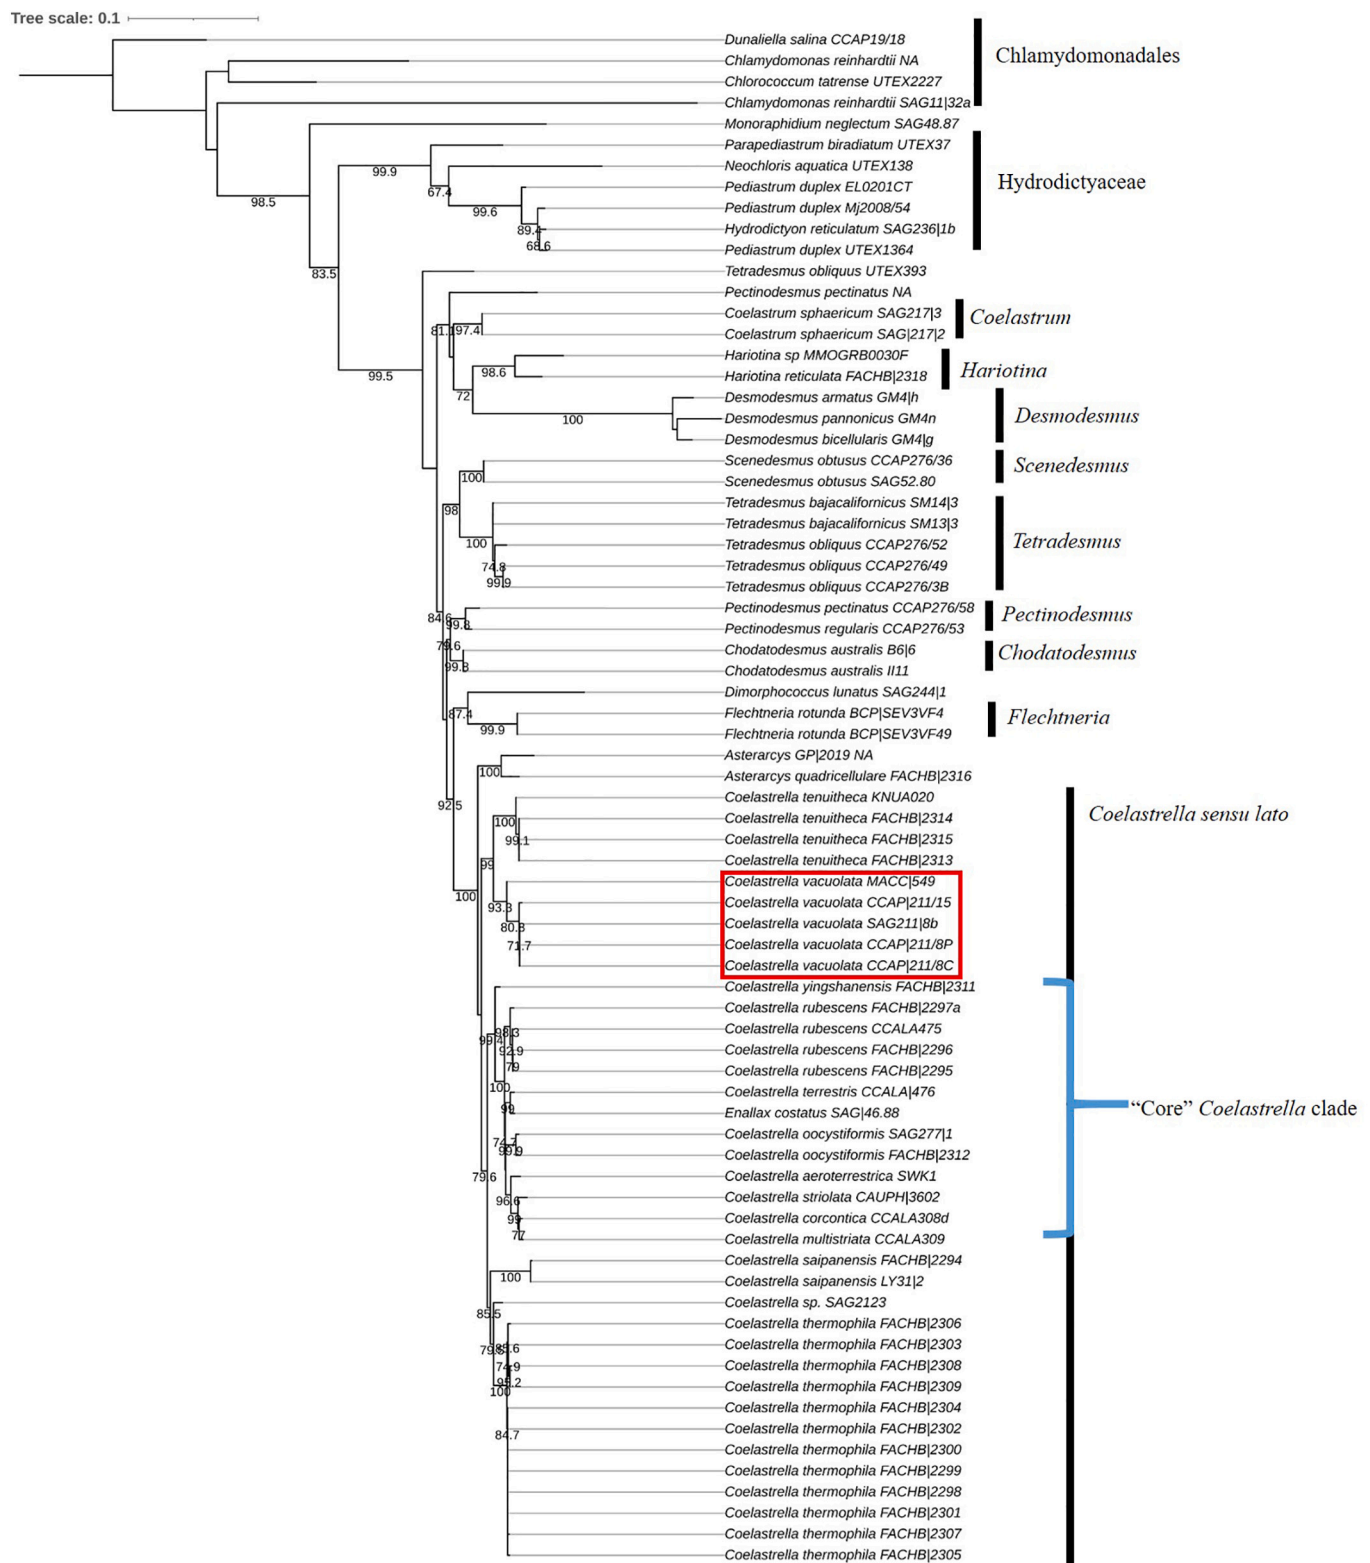 Tree scale: 0.1
Dunaliella salina CCAP19/18
Chlamydomonas reinhardtii NA
Chlamydomonadales
Chlorococcum tatrense UTEX2227
Chlamydomonas reinhardtii SAG11|32a
Monoraphidium neglectum SAG48.87
Parapediastrum biradiatum UTEX37
99.9
Neochloris aquatica UTEX138
Hydrodictyaceae
67.4
Pediastrum duplex EL0201CT
98.5
99.6
Pediastrum duplex Mj2008/54
89.4
Hydrodictyon reticulatum SAG236|1b
68.6
Pediastrum duplex UTEX1364
83.5
Tetradesmus obliquus UTEX393
Pectinodesmus pectinatus NA
Coelastrum sphaericum SAG217|3
Coelastrum
81.1
97.4
Coelastrum sphaericum SAG|217|2
Hariotina sp MMOGRB0030F
98.6
Hariotina
99.5
Hariotina reticulata FACHB|2318
72
Desmodesmus armatus GM4|h
100
Desmodesmus pannonicus GM4n
Desmodesmus
Desmodesmus bicellularis GM4|g
Scenedesmus obtusus CCAP276/36
Scenedesmus
100
Scenedesmus obtusus SAG52.80
98
Tetradesmus bajacalifornicus SM14|3
Tetradesmus bajacalifornicus SM13|3
100
Tetradesmus obliquus CCAP276/52
Tetradesmus
74.8
Tetradesmus obliquus CCAP276/49
99.9
Tetradesmus obliquus CCAP276/3B
Pectinodesmus pectinatus CCAP276/58
Pectinodesmus
84.6
99.8
Pectinodesmus regularis CCAP276/53
79.6
Chodatodesmus australis B6|6
Chodatodesmus
99.8
Chodatodesmus australis II11
Dimorphococcus lunatus SAG244|1
87.4
Flechtneria rotunda BCP|SEV3VF4
Flechtneria
99.9
Flechtneria rotunda BCP|SEV3VF49
Asterarcys GP|2019 NA
100
Asterarcys quadricellulare FACHB|2316
92.5
Coelastrella tenuitheca KNUA020
Coelastrella sensu lato
100
Coelastrella tenuitheca FACHB|2314
99.1
Coelastrella tenuitheca FACHB|2315
99
Coelastrella tenuitheca FACHB|2313
100
Coelastrella vacuolata MACC|549
93.3
Coelastrella vacuolata CCAP|211/15
80.8
Coelastrella vacuolata SAG211|8b
71.7
Coelastrella vacuolata CCAP|211/8P
Coelastrella vacuolata CCAP|211/8C
Coelastrella yingshanensis FACHB|2311
Coelastrella rubescens FACHB|2297a
98.3
Coelastrella rubescens CCALA475
99.4
92.9
Coelastrella rubescens FACHB|2296
79
Coelastrella rubescens FACHB|2295
100
Coelastrella terrestris CCALA|476
99
Enallax costatus SAG|46.88
“Core” Coelastrella clade
Coelastrella oocystiformis SAG277|1
99.9
Coelastrella oocystiformis FACHB|2312
79.6
Coelastrella aeroterrestrica SWK1
96.6
Coelastrella striolata CAUPH|3602
99
Coelastrella corcontica CCALA308d
77
Coelastrella multistriata CCALA309
Coelastrella saipanensis FACHB|2294
100
Coelastrella saipanensis LY31|2
Coelastrella sp. SAG2123
85.5
Coelastrella thermophila FACHB|2306
Coelastrella thermophila FACHB|2303
74.9
Coelastrella thermophila FACHB|2308
95.2
100
Coelastrella thermophila FACHB|2309
Coelastrella thermophila FACHB|2304
84.7
Coelastrella thermophila FACHB|2302
Coelastrella thermophila FACHB|2300
Coelastrella thermophila FACHB|2299
Coelastrella thermophila FACHB|2298
Coelastrella thermophila FACHB|2301
Coelastrella thermophila FACHB|2307
Coelastrella thermophila FACHB|2305